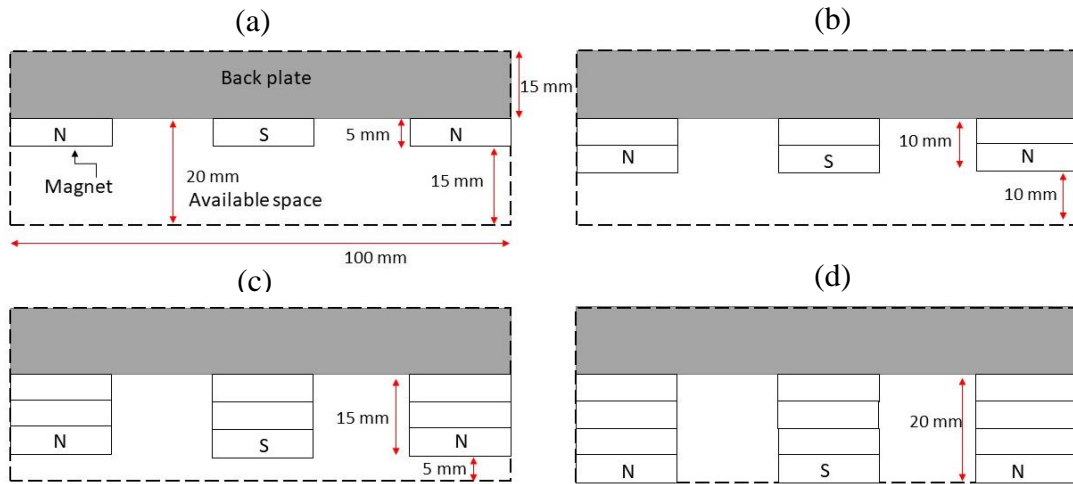 (a)
Back plate
15 mm
N
S
N
5 mm
Magnet
20 mm
Available space
15 mm
100 mm
(b)
N
S
10 mm
N
10 mm
(c)
N
S
15 mm
N
5 mm
(d)
N
S
20 mm
N